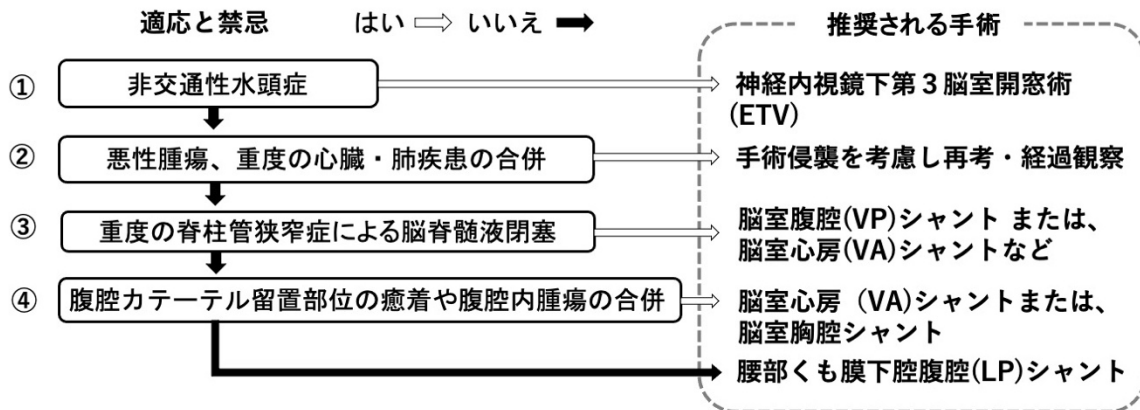 適応と禁忌 はい ⇨ いいえ ➡ 推奨される手術
① 非交通性水頭症 神経内視鏡下第３脳室開窓術
(ETV)
② 悪性腫瘍、重度の心臓・肺疾患の合併 手術侵襲を考慮し再考・経過観察
③ 重度の脊柱管狭窄症による脳脊髄液閉塞 脳室腹腔(VP)シャント または、
脳室心房(VA)シャントなど
④ 腹腔カテーテル留置部位の癒着や腹腔内腫瘍の合併 脳室心房（VA)シャントまたは、
脳室胸腔シャント
腰部くも膜下腔腹腔(LP)シャント